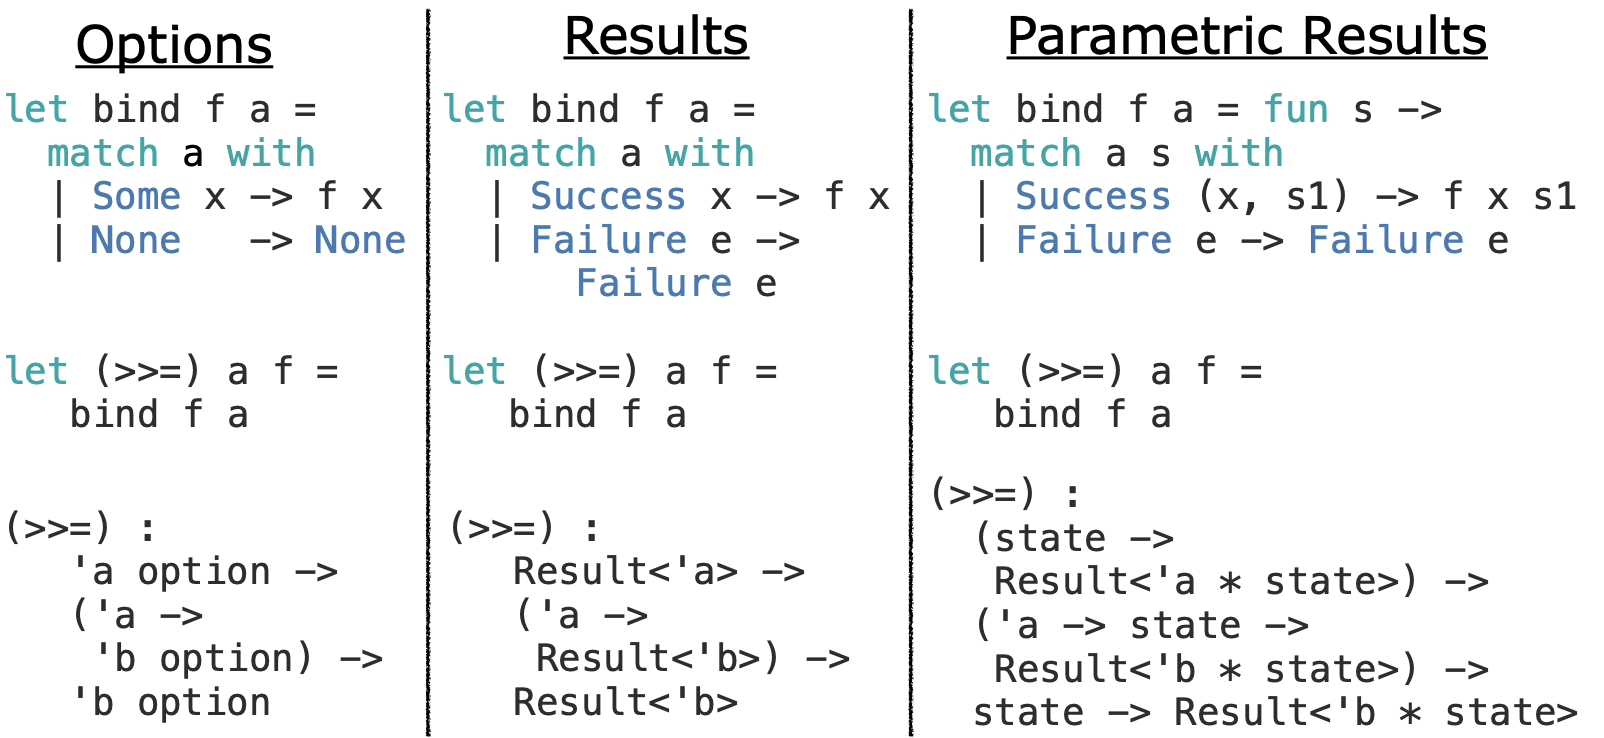 Options
let bind f a =
match a with
| Some x -> f x
| None -> None
let (>>=) a f =
bind f a
(>>=) :
'a option ->
('a ->
'b option) ->
'b option
Results
let bind f a =
match a with
| Success x -> f x
| Failure e ->
Failure e
let (>>=) a f =
bind f a
(>>=) :
Result<'a> ->
('a ->
Result<'b>) ->
Result<'b>
Parametric Results
let bind f a = fun s ->
match a s with
| Success (x, s1) -> f x s1
| Failure e -> Failure e
let (>>=) a f =
bind f a
(>>=) :
(state ->
Result<'a * state>) ->
('a -> state ->
Result<'b * state>) ->
state -> Result<'b * state>